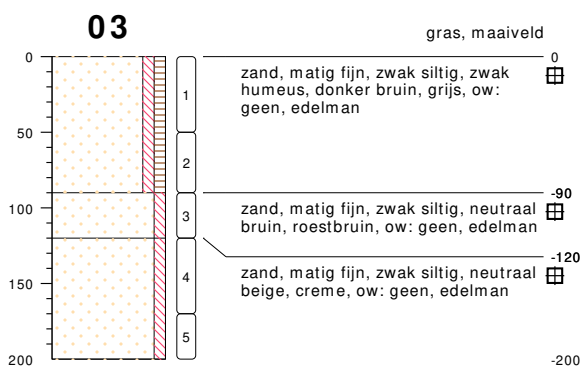 03
gras, maaiveld
0
0
zand, matig fijn, zwak siltig, zwak
humeus, donker bruin, grijs, ow:
geen, edelman
1
50
2
-90
100
3
zand, matig fijn, zwak siltig, neutraal
bruin, roestbruin, ow: geen, edelman
-120
zand, matig fijn, zwak siltig, neutraal
beige, creme, ow: geen, edelman
150
4
5
200
-200